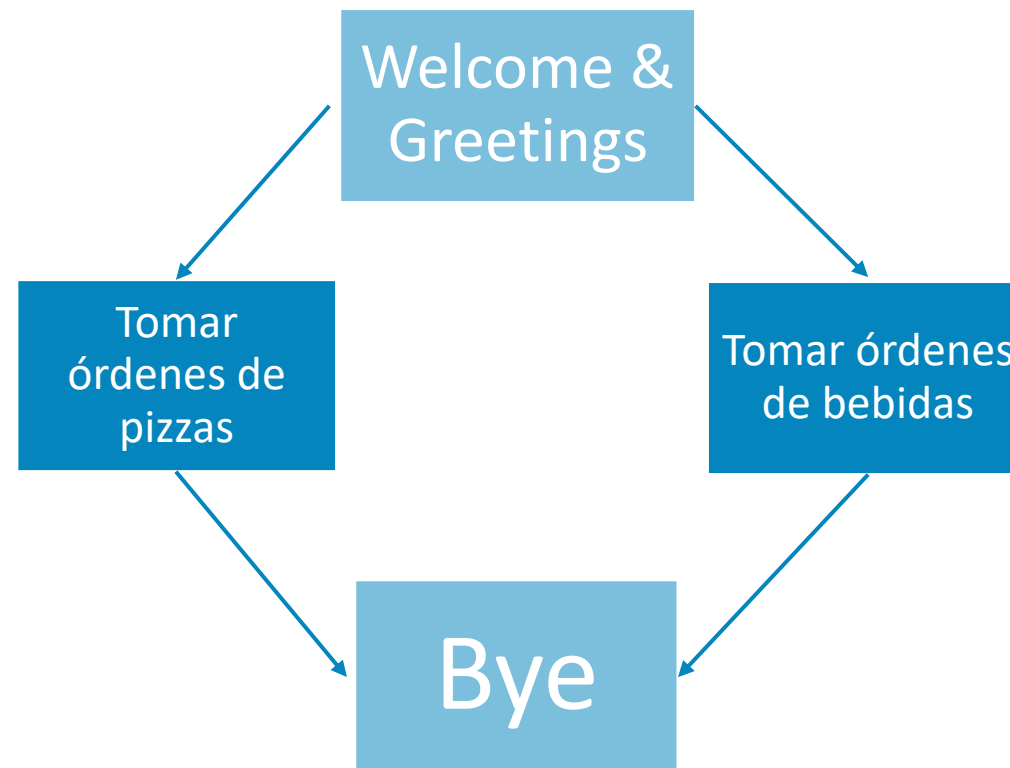 Welcome &
Greetings
Tomar
órdenes de
pizzas
Tomar órdenes
de bebidas
Bye